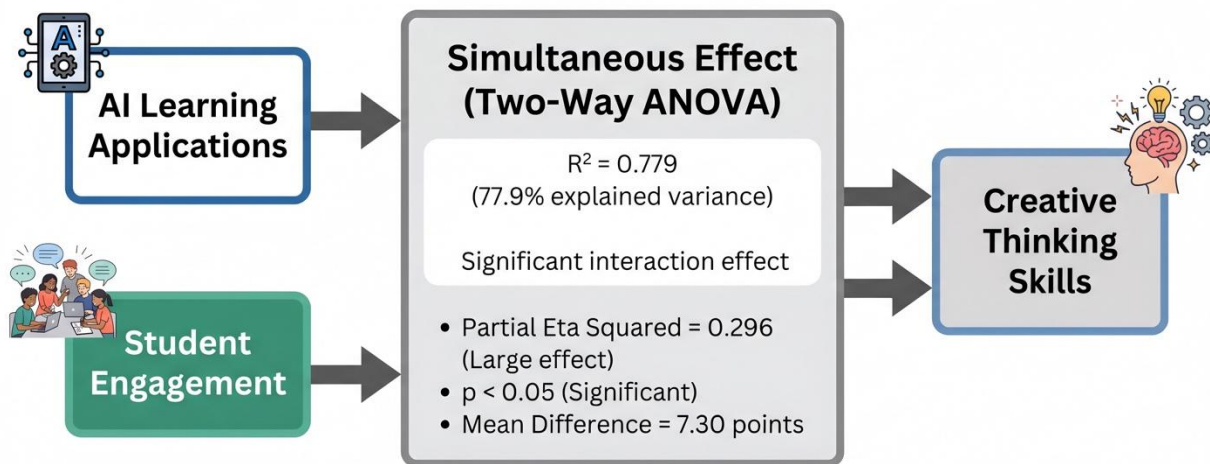 A
AI Learning
Applications
Student
Engagement
Simultaneous Effect
(Two-Way ANOVA)
R² = 0.779
(77.9% explained variance)
Significant interaction effect
• Partial Eta Squared = 0.296
(Large effect)
• p < 0.05 (Significant)
• Mean Difference = 7.30 points
Creative
Thinking
Skills